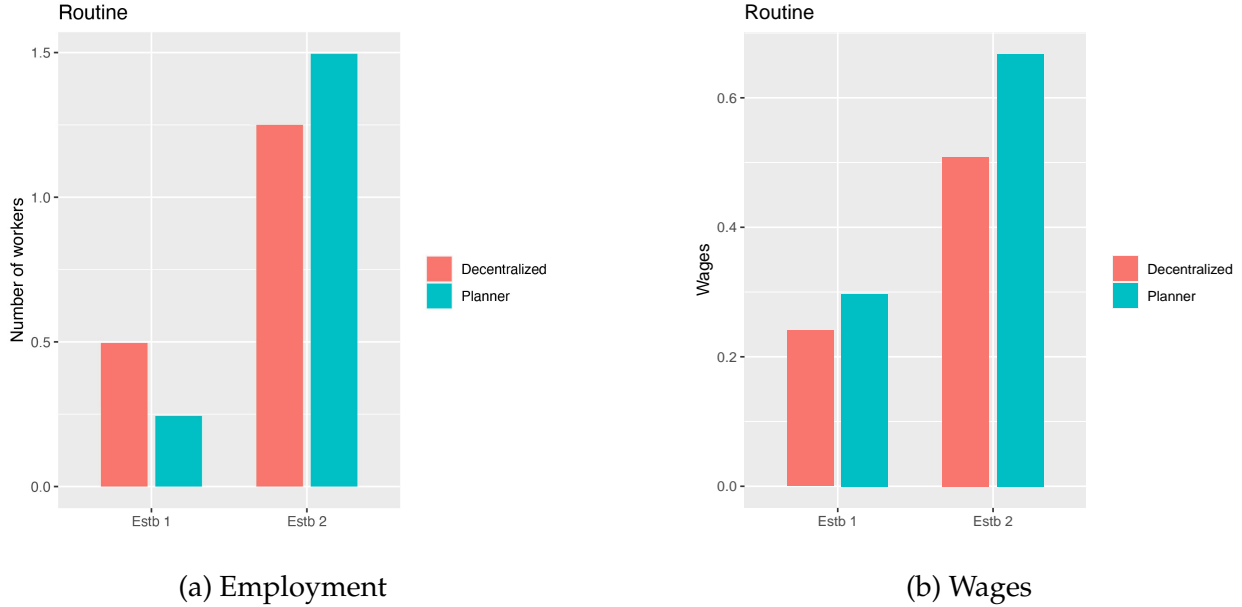 Routine
Number of workers
1.5
1.0
0.5
0.0
Estb 1
Estb 2
Decentralized
Planner
(a) Employment
Routine
Wages
0.6
0.4
0.2
0.0
Estb 1
Estb 2
Decentralized
Planner
(b) Wages